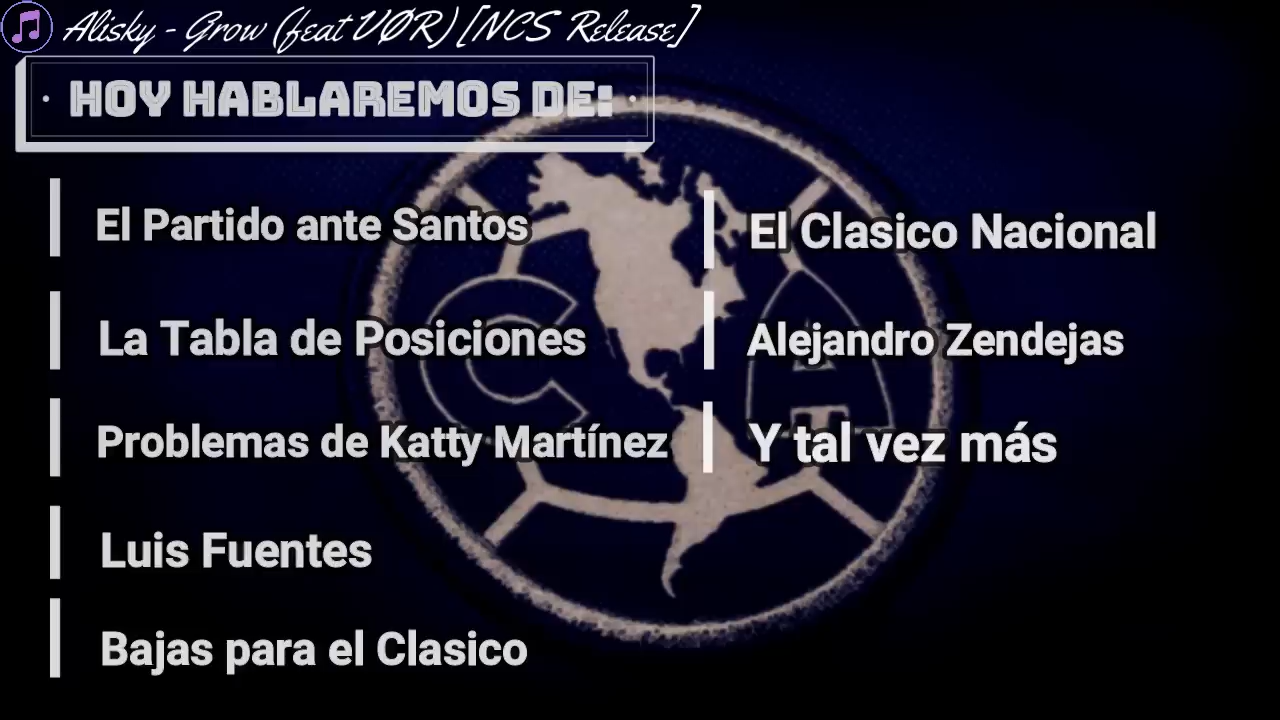 Alisky - Grow (feat VØR) [NCS Release]
· HOY HABLAREMOS DE: ·
El Partido ante Santos
La Tabla de Posiciones
Problemas de Katty Martínez
Luis Fuentes
Bajas para el Clasico
El Clasico Nacional
Alejandro Zendejas
Y tal vez más
C A